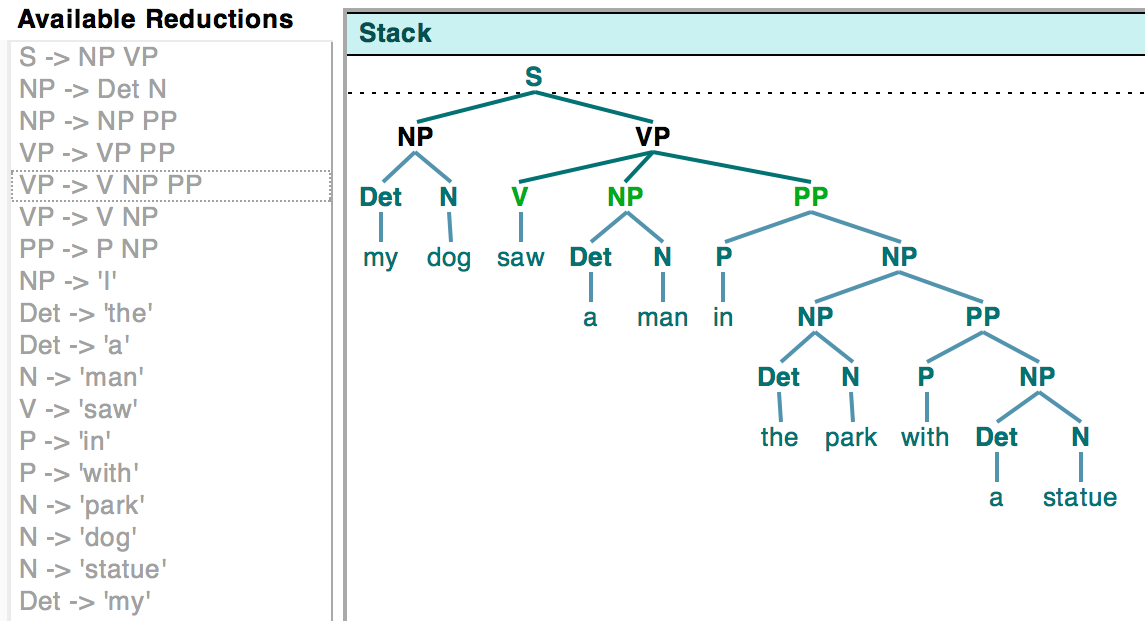 Available Reductions
S -> NP VP
NP -> Det N
NP -> NP PP
VP -> VP PP
VP -> V NP PP
VP -> V NP
PP -> P NP
NP -> 'I'
Det -> 'the'
Det -> 'a'
N -> 'man'
V -> 'saw'
P -> 'in'
P -> 'with'
N -> 'park'
N -> 'dog'
N -> 'statue'
Det -> 'my'
Stack
S
NP VP
Det N V NP PP
my dog saw Det N P NP
a man in NP PP
Det N P NP
the park with Det N
a statue